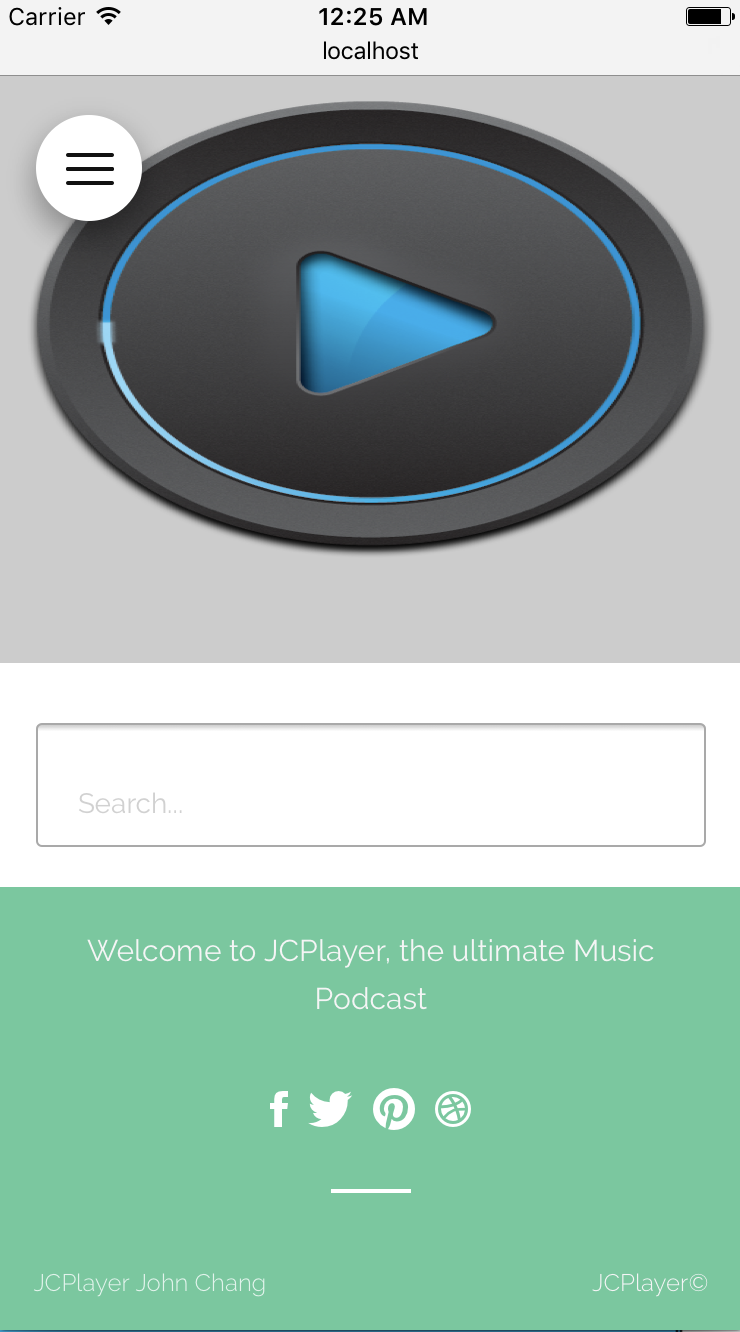 Carrier 12:25 AM
localhost
Search...
Welcome to JCPlayer, the ultimate Music
Podcast
JCPlayer John Chang JCPlayer©